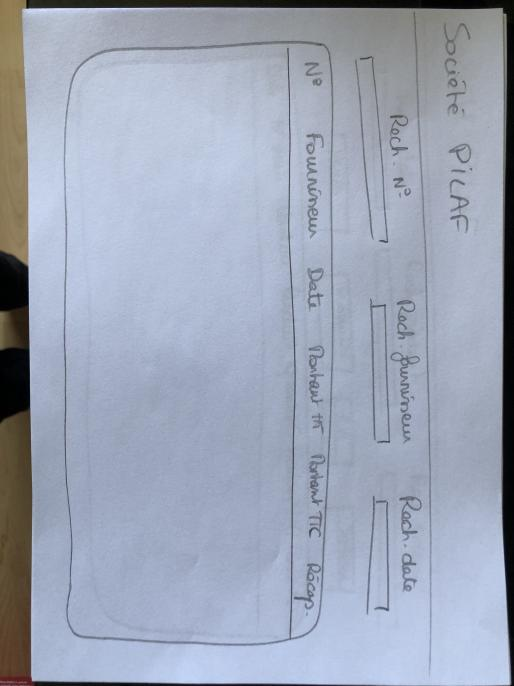 Société PILAF
Rech. N° Rech. fournisseur Rech. date
N° Fournisseur Date Montant HT Montant TTC Récap.